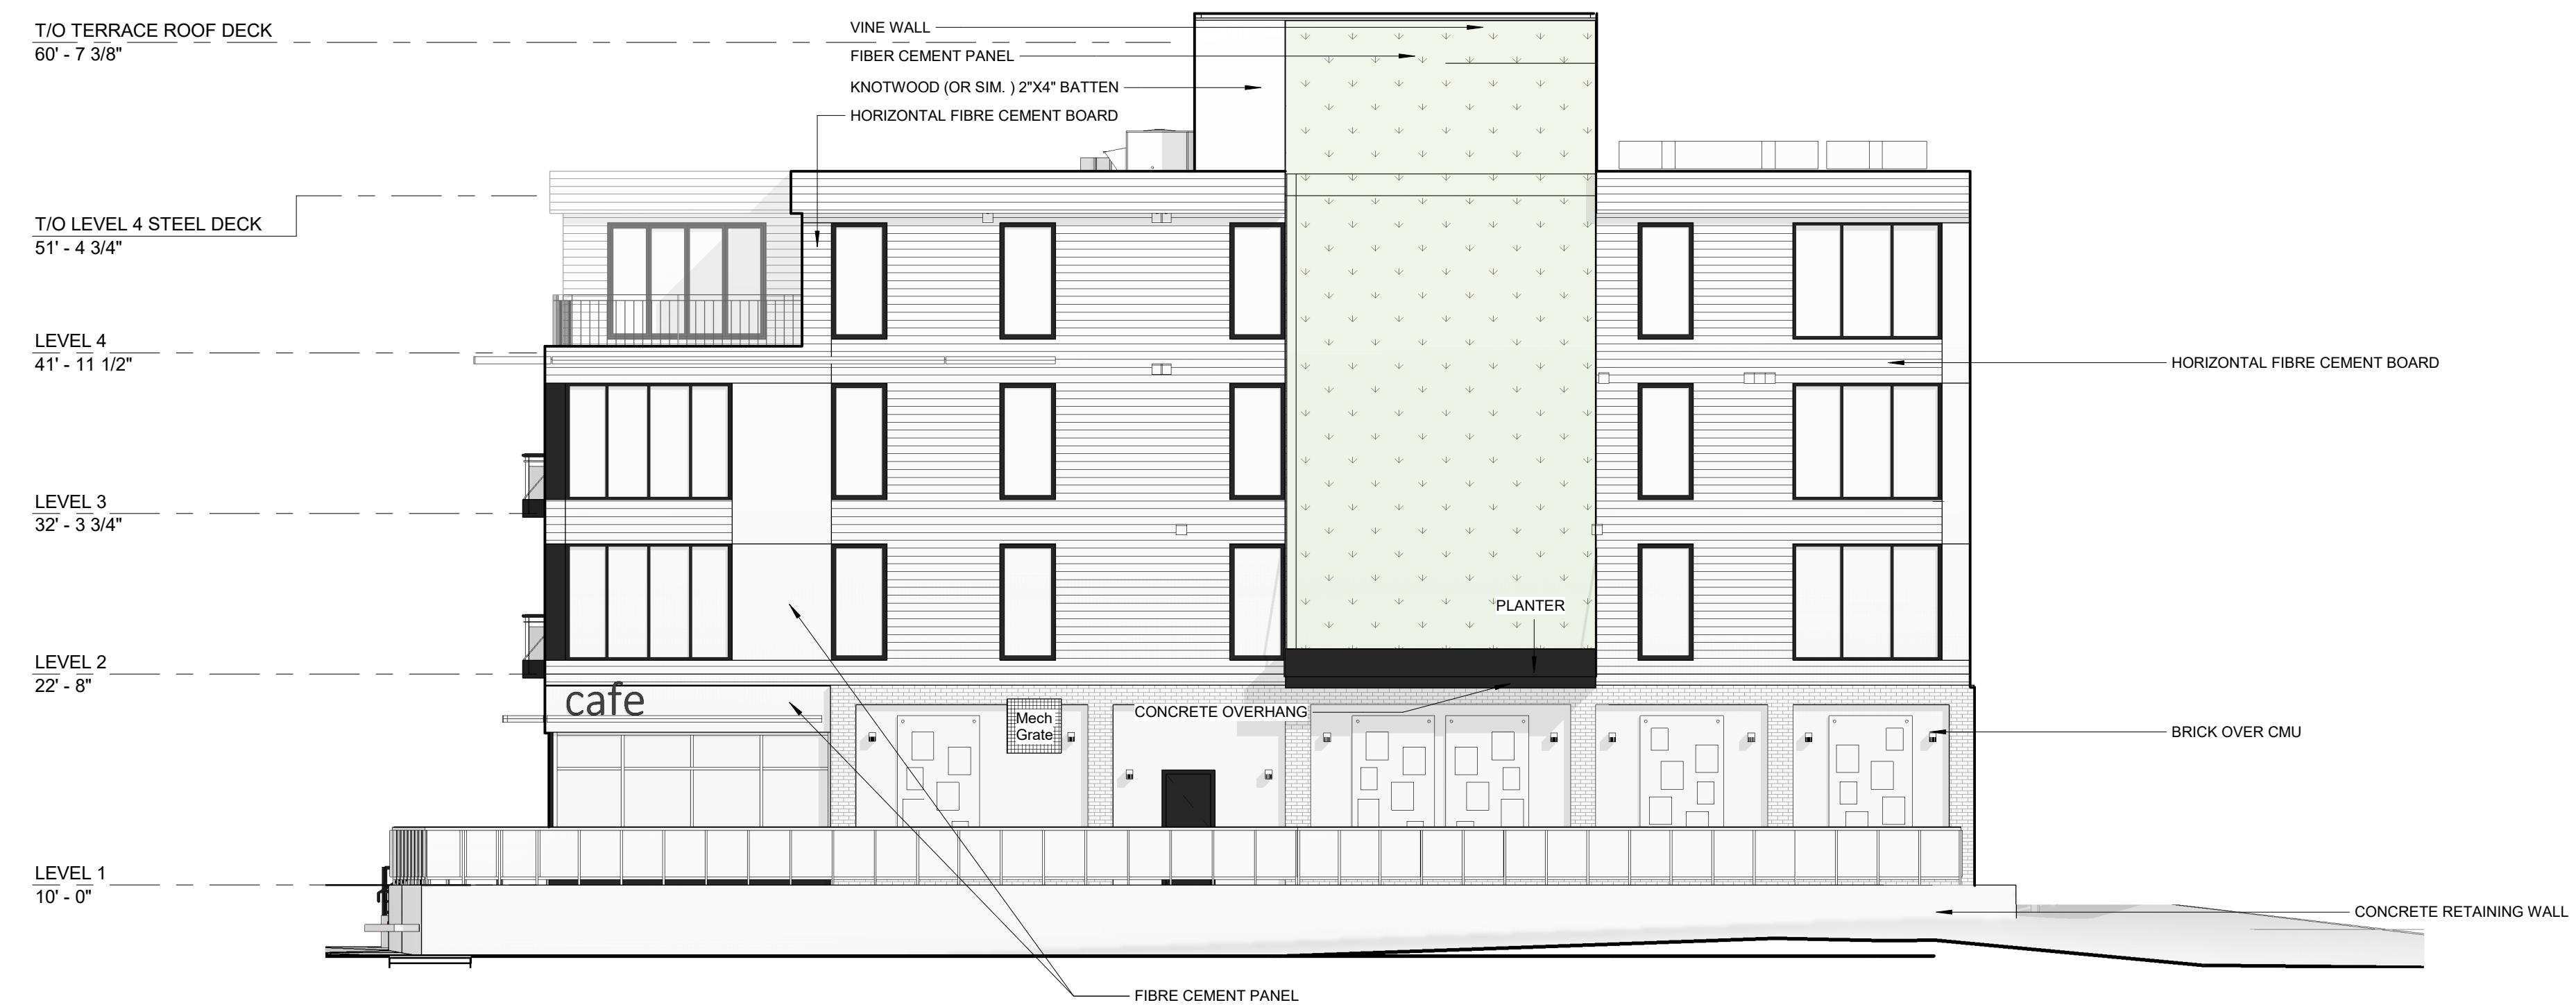 T/O TERRACE ROOF DECK
60' - 7 3/8"
VINE WALL
FIBER CEMENT PANEL
KNOTWOOD (OR SIM. ) 2"X4" BATTEN
HORIZONTAL FIBRE CEMENT BOARD
T/O LEVEL 4 STEEL DECK
51' - 4 3/4"
LEVEL 4
41' - 11 1/2"
HORIZONTAL FIBRE CEMENT BOARD
LEVEL 3
32' - 3 3/4"
PLANTER
LEVEL 2
22' - 8"
cafe
CONCRETE OVERHANG
Mech
Grate
BRICK OVER CMU
LEVEL 1
10' - 0"
CONCRETE RETAINING WALL
FIBRE CEMENT PANEL